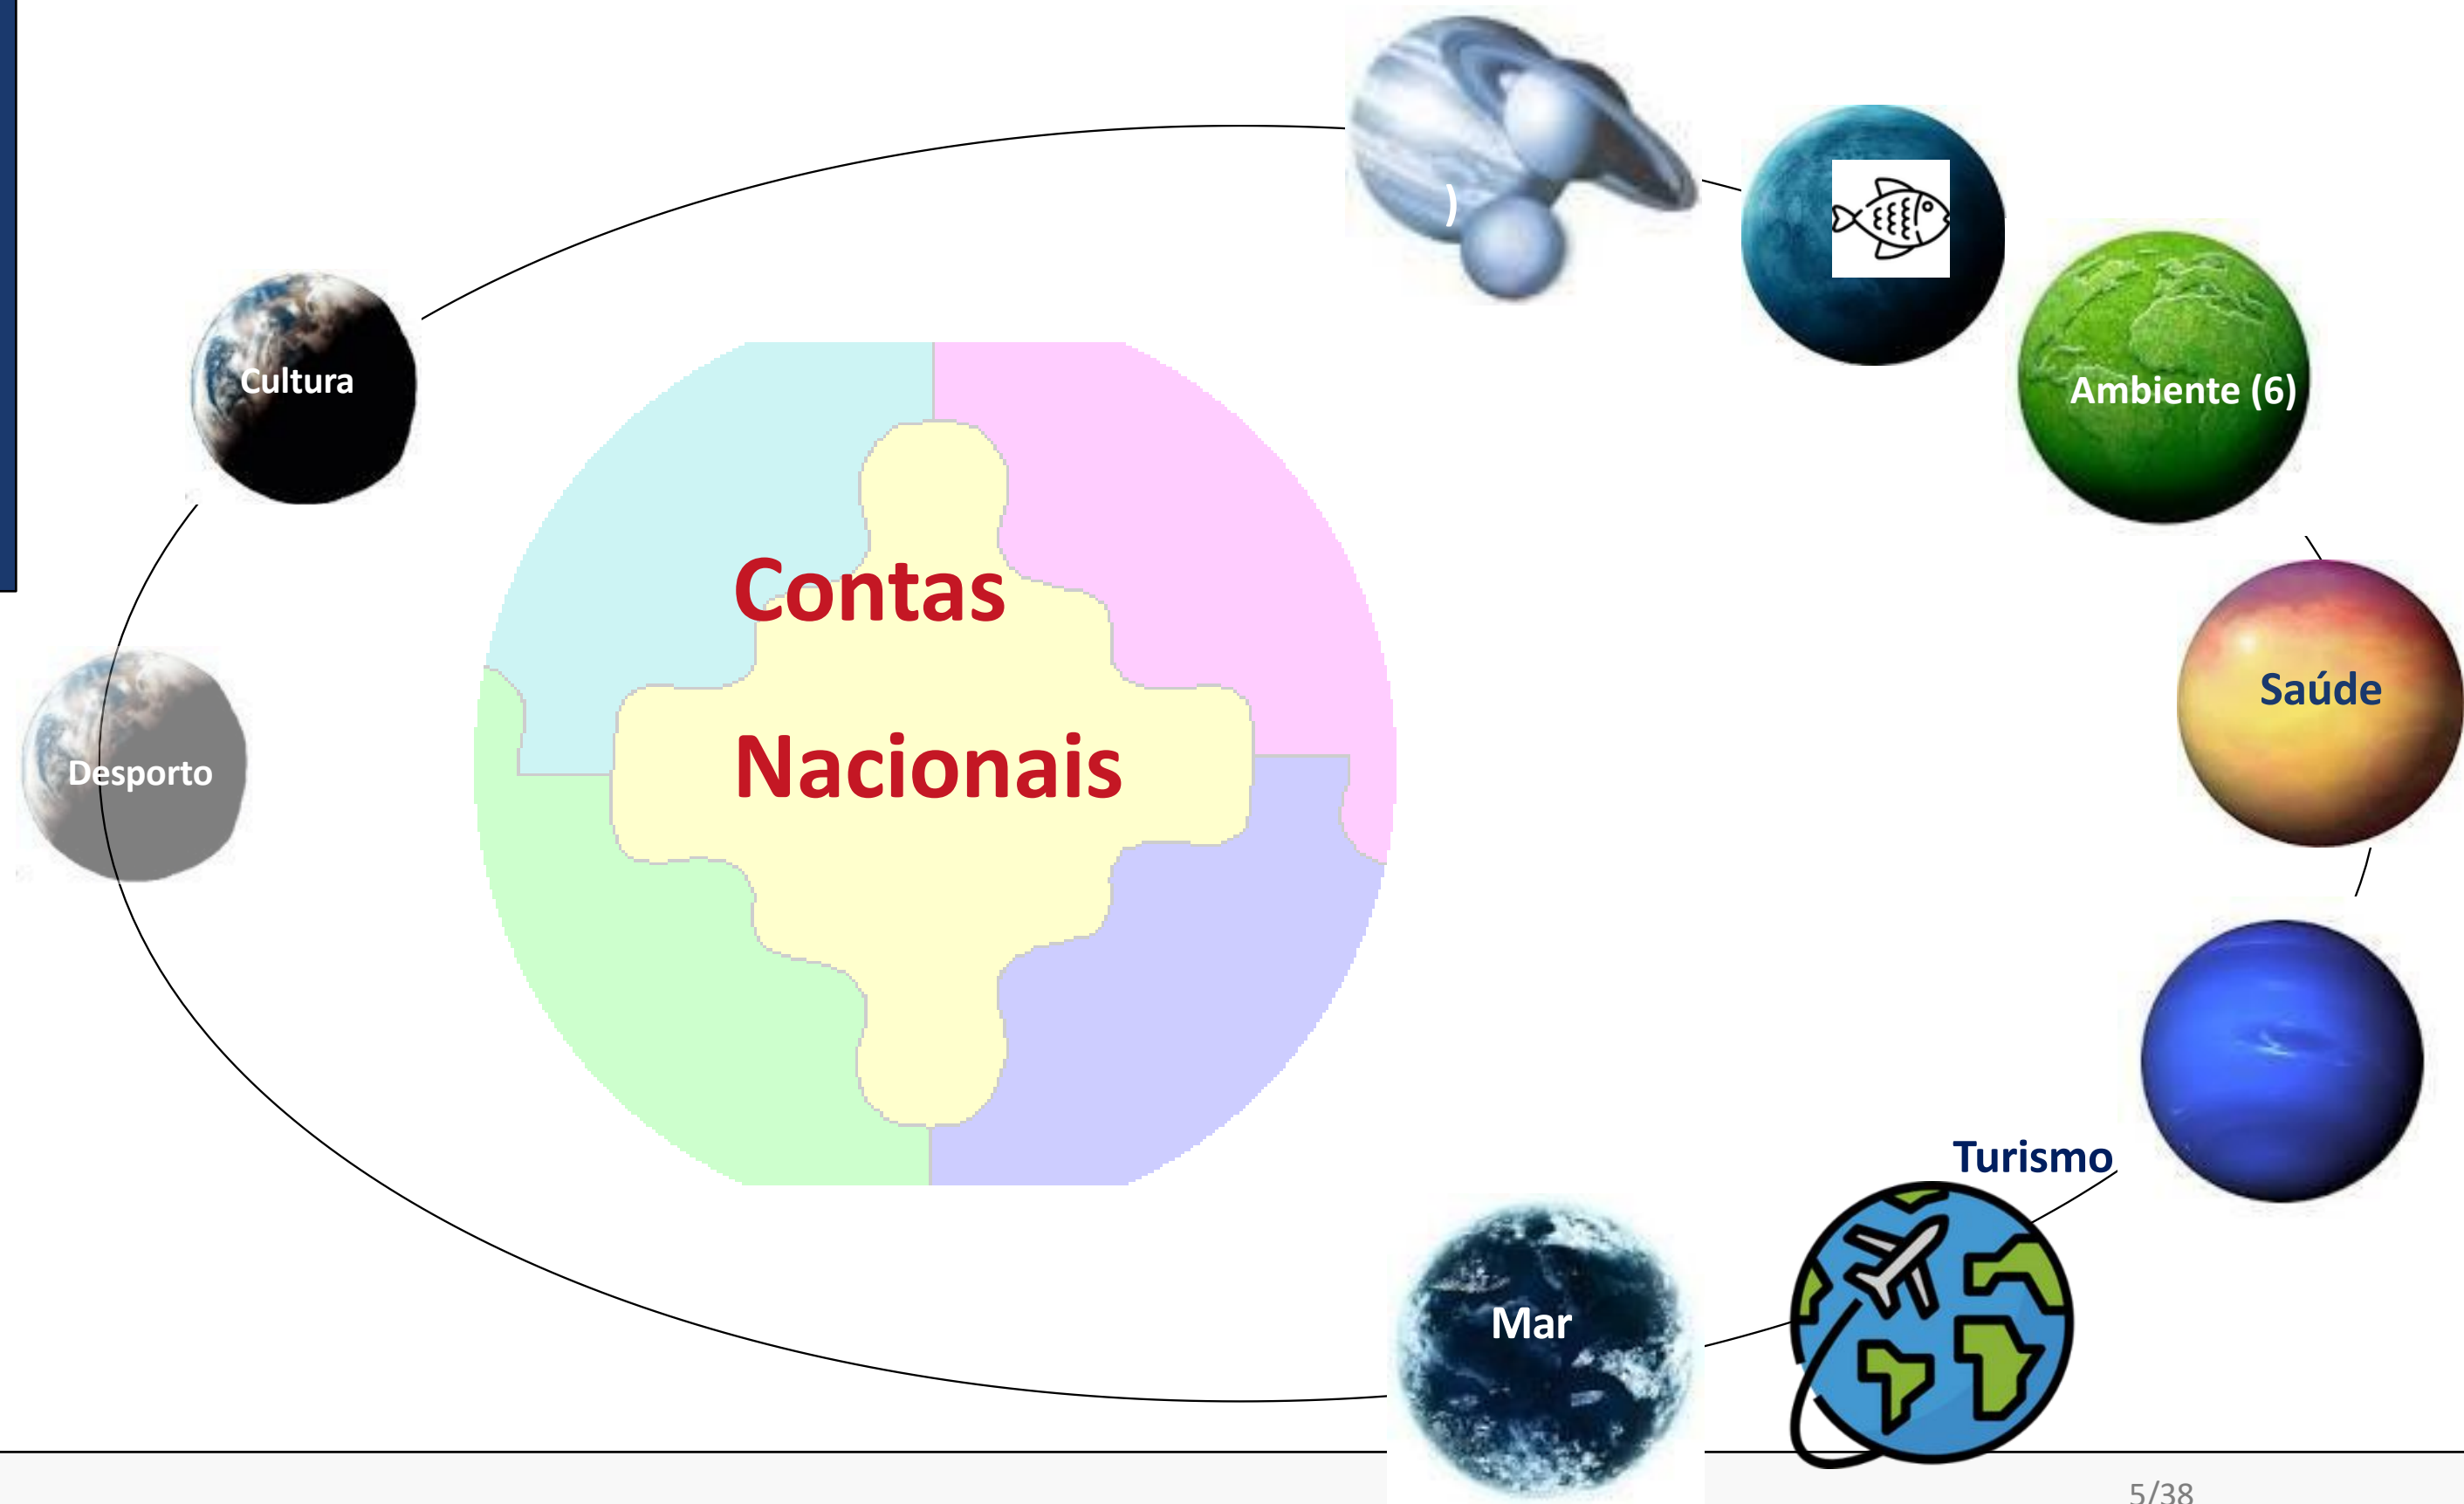 )
Cultura
Ambiente (6)
Contas
Nacionais
Saúde
Desporto
Turismo
Mar
5/38